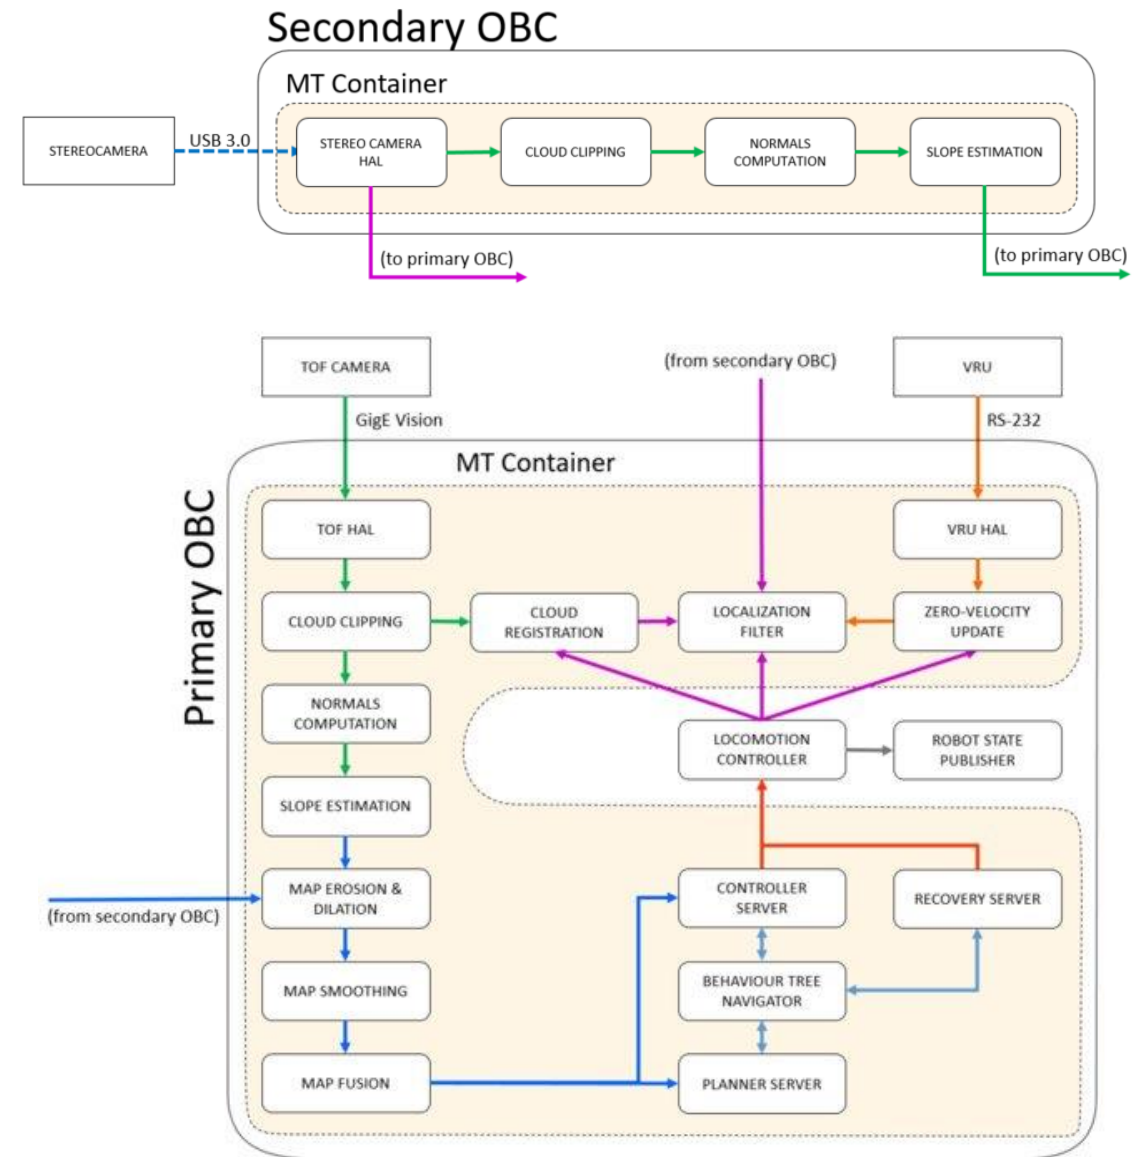 Secondary OBC
MT Container
STEREOCAMERA
USB 3.0
STEREO CAMERA
HAL
CLOUD CLIPPING
NORMALS
COMPUTATION
SLOPE ESTIMATION
(to primary OBC)
(to primary OBC)
TOF CAMERA
(from secondary OBC)
VRU
GigE Vision
RS-232
MT Container
Primary OBC
TOF HAL
VRU HAL
CLOUD CLIPPING
CLOUD
REGISTRATION
LOCALIZATION
FILTER
ZERO-VELOCITY
UPDATE
NORMALS
COMPUTATION
LOCOMOTION
CONTROLLER
ROBOT STATE
PUBLISHER
SLOPE ESTIMATION
MAP EROSION &
DILATION
CONTROLLER
SERVER
RECOVERY SERVER
(from secondary OBC)
MAP SMOOTHING
BEHAVIOUR TREE
NAVIGATOR
MAP FUSION
PLANNER SERVER